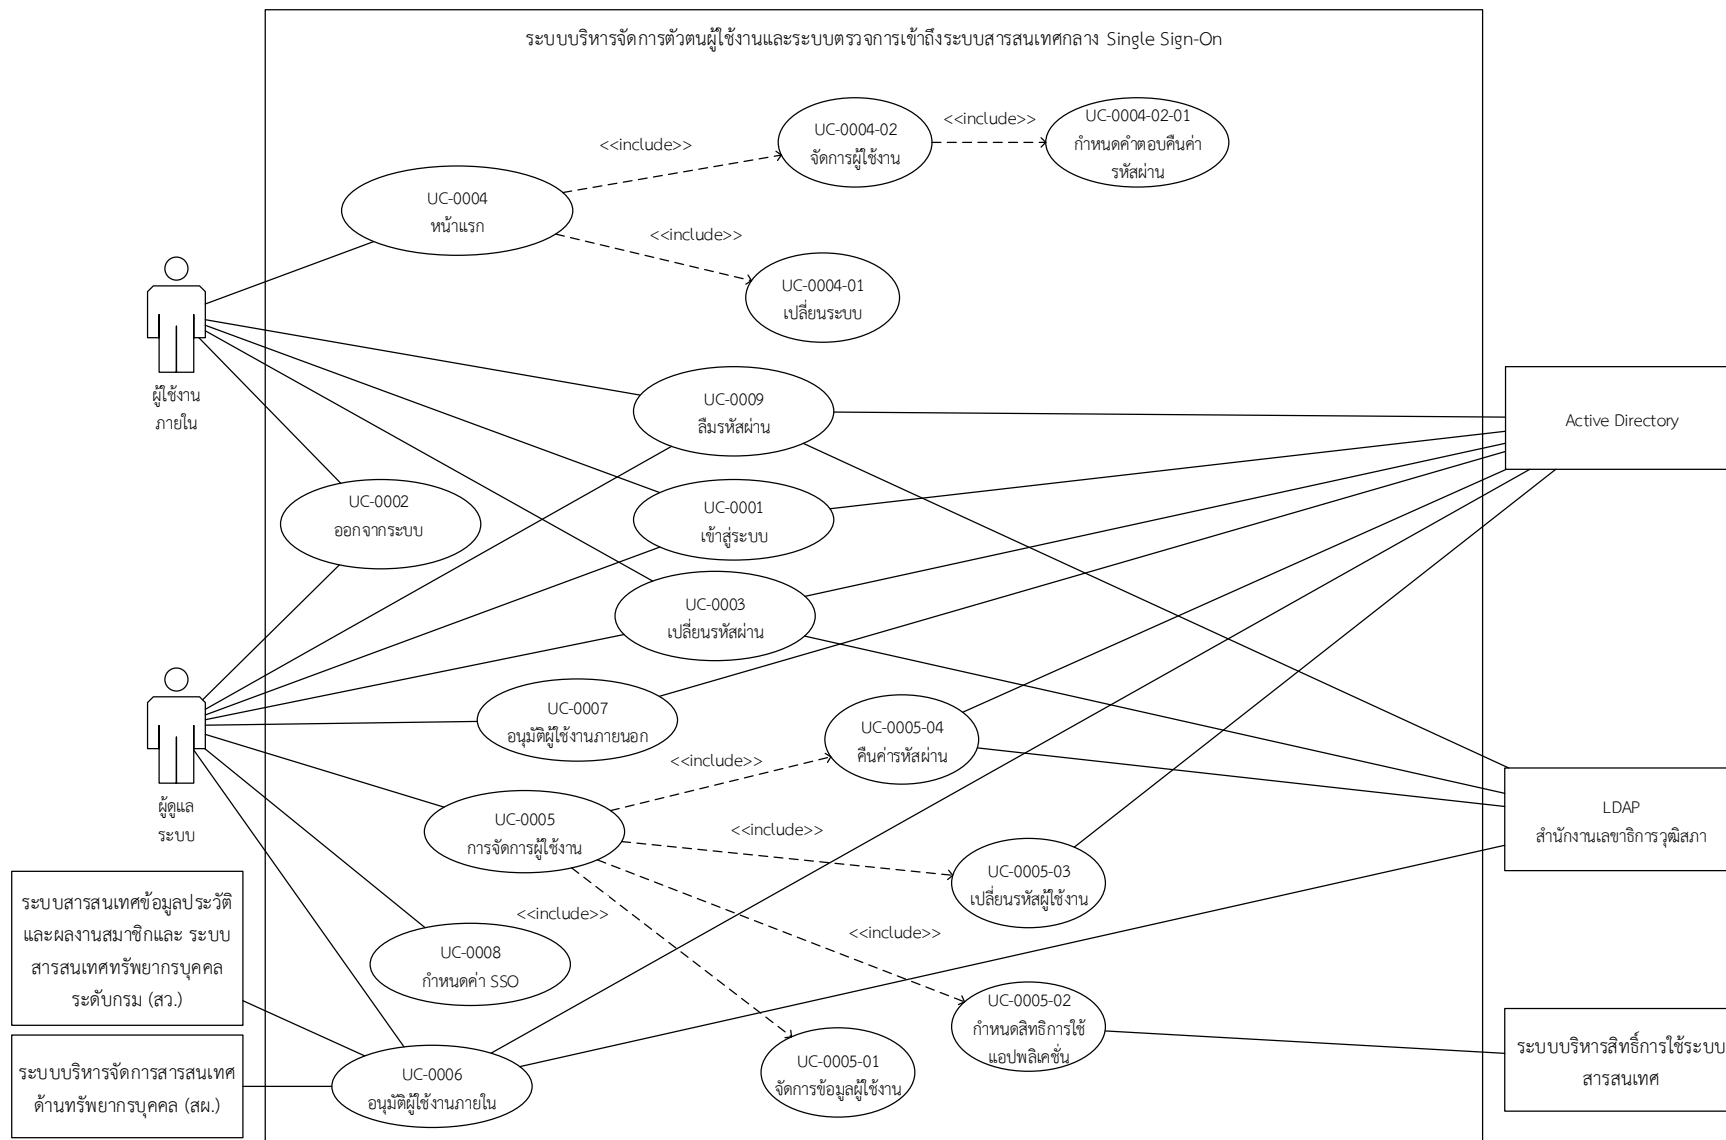 ระบบบริหารจัดการตัวตนผู้ใช้งานและระบบตรวจการเข้าถึงระบบสารสนเทศกลาง Single Sign-On
<<include>>
UC-0004-02
จัดการผู้ใช้งาน
<<include>>
UC-0004-02-01
กำหนดคำตอบคืนค่า
รหัสผ่าน
UC-0004
หน้าแรก
<<include>>
UC-0004-01
เปลี่ยนระบบ
ผู้ใช้งาน
ภายใน
UC-0009
ลืมรหัสผ่าน
Active Directory
UC-0002
ออกจากระบบ
UC-0001
เข้าสู่ระบบ
UC-0003
เปลี่ยนรหัสผ่าน
UC-0007
อนุมัติผู้ใช้งานภายนอก
UC-0005-04
คืนค่ารหัสผ่าน
<<include>>
ผู้ดูแล
ระบบ
UC-0005
การจัดการผู้ใช้งาน
<<include>>
LDAP
สำนักงานเลขาธิการวุฒิสภา
UC-0005-03
เปลี่ยนรหัสผู้ใช้งาน
ระบบสารสนเทศข้อมูลประวัติ
และผลงานสมาชิกและ ระบบ
สารสนเทศทรัพยากรบุคคล
ระดับกรม (สว.)
<<include>>
<<include>>
UC-0008
กำหนดค่า SSO
UC-0005-02
กำหนดสิทธิการใช้
แอปพลิเคชั่น
ระบบบริหารสิทธิ์การใช้ระบบ
สารสนเทศ
ระบบบริหารจัดการสารสนเทศ
ด้านทรัพยากรบุคคล (สผ.)
UC-0006
อนุมัติผู้ใช้งานภายใน
UC-0005-01
จัดการข้อมูลผู้ใช้งาน